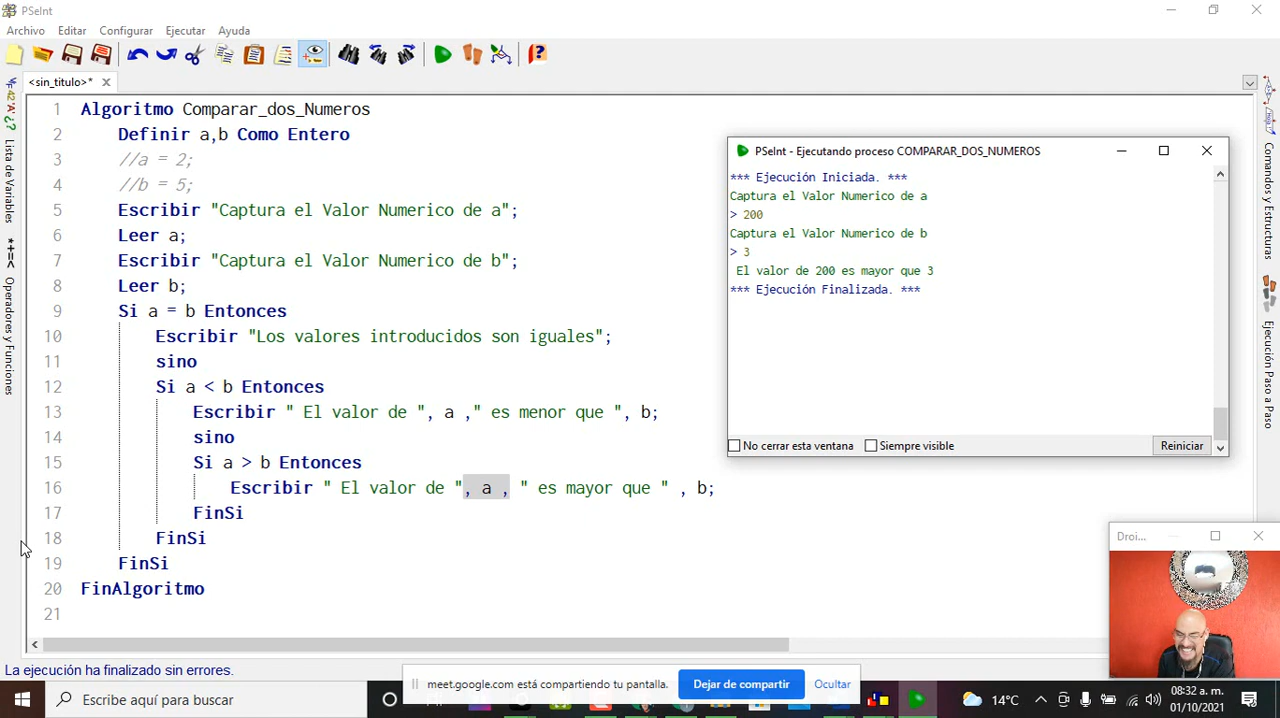 PSeInt
Archivo Editar Configurar Ejecutar Ayuda
<sin_titulo>*
Lista de Variables
Operadores y Funciones
1 Algoritmo Comparar_dos_Numeros
2 Definir a,b Como Entero
3 //a = 2;
4 //b = 5;
5 Escribir "Captura el Valor Numerico de a";
6 Leer a;
7 Escribir "Captura el Valor Numerico de b";
8 Leer b;
9 Si a = b Entonces
10 Escribir "Los valores introducidos son iguales";
11 sino
12 Si a < b Entonces
13 Escribir " El valor de ", a ," es menor que ", b;
14 sino
15 Si a > b Entonces
16 Escribir " El valor de ", a , " es mayor que " , b;
17 FinSi
18 FinSi
19 FinSi
20 FinAlgoritmo
21
PSeInt - Ejecutando proceso COMPARAR_DOS_NUMEROS
*** Ejecución Iniciada. ***
Captura el Valor Numerico de a
> 200
Captura el Valor Numerico de b
> 3
El valor de 200 es mayor que 3
*** Ejecución Finalizada. ***
No cerrar esta ventana Siempre visible Reiniciar
Comandos y Estructuras
Ejecución Paso a Paso
Droi...
La ejecución ha finalizado sin errores.
meet.google.com está compartiendo tu pantalla. Dejar de compartir Ocultar
Escribe aquí para buscar
14°C
08:32 a. m.
01/10/2021